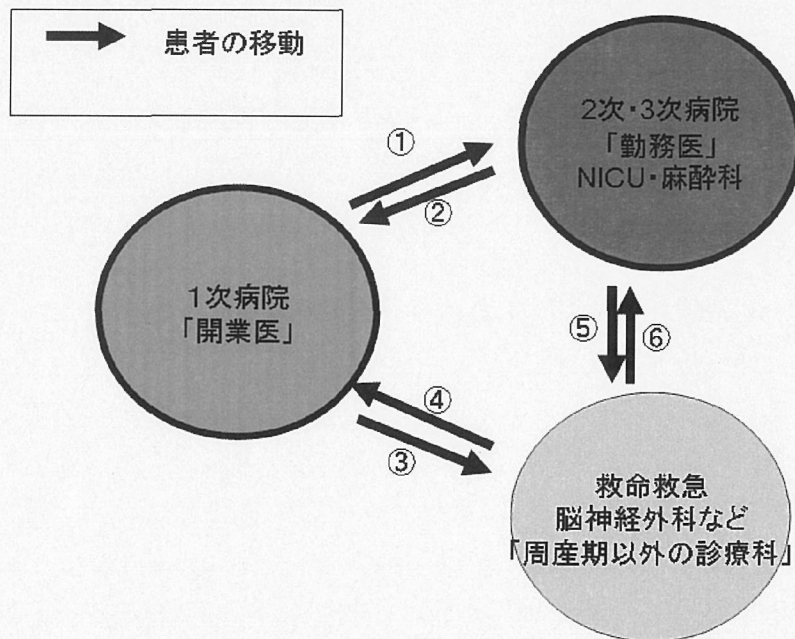 患者の移動
2次・3次病院
「勤務医」
NICU・麻酔科
①
②
1次病院
「開業医」
⑤
⑥
④
③
救命救急
脳神経外科など
「周産期以外の診療科」